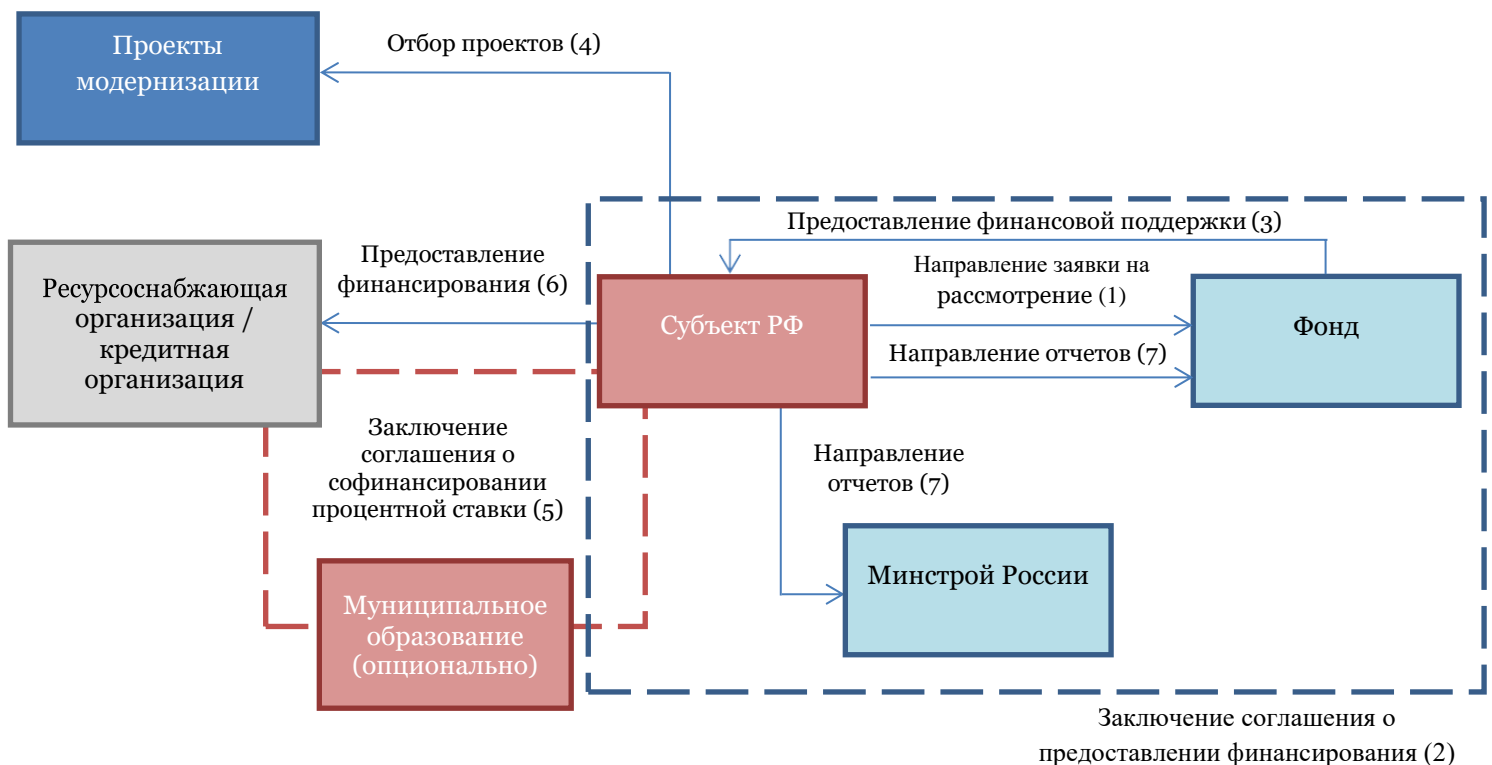 Проекты
модернизации
Отбор проектов (4)
Предоставление финансовой поддержки (3)
Ресурсоснабжающая
организация /
кредитная
организация
Предоставление
финансирования (6)
Субъект РФ
Направление заявки на
рассмотрение (1)
Направление отчетов (7)
Фонд
Заключение
соглашения о
софинансировании
процентной ставки (5)
Направление
отчетов (7)
Минстрой России
Муниципальное
образование
(опционально)
Заключение соглашения о
предоставлении финансирования (2)